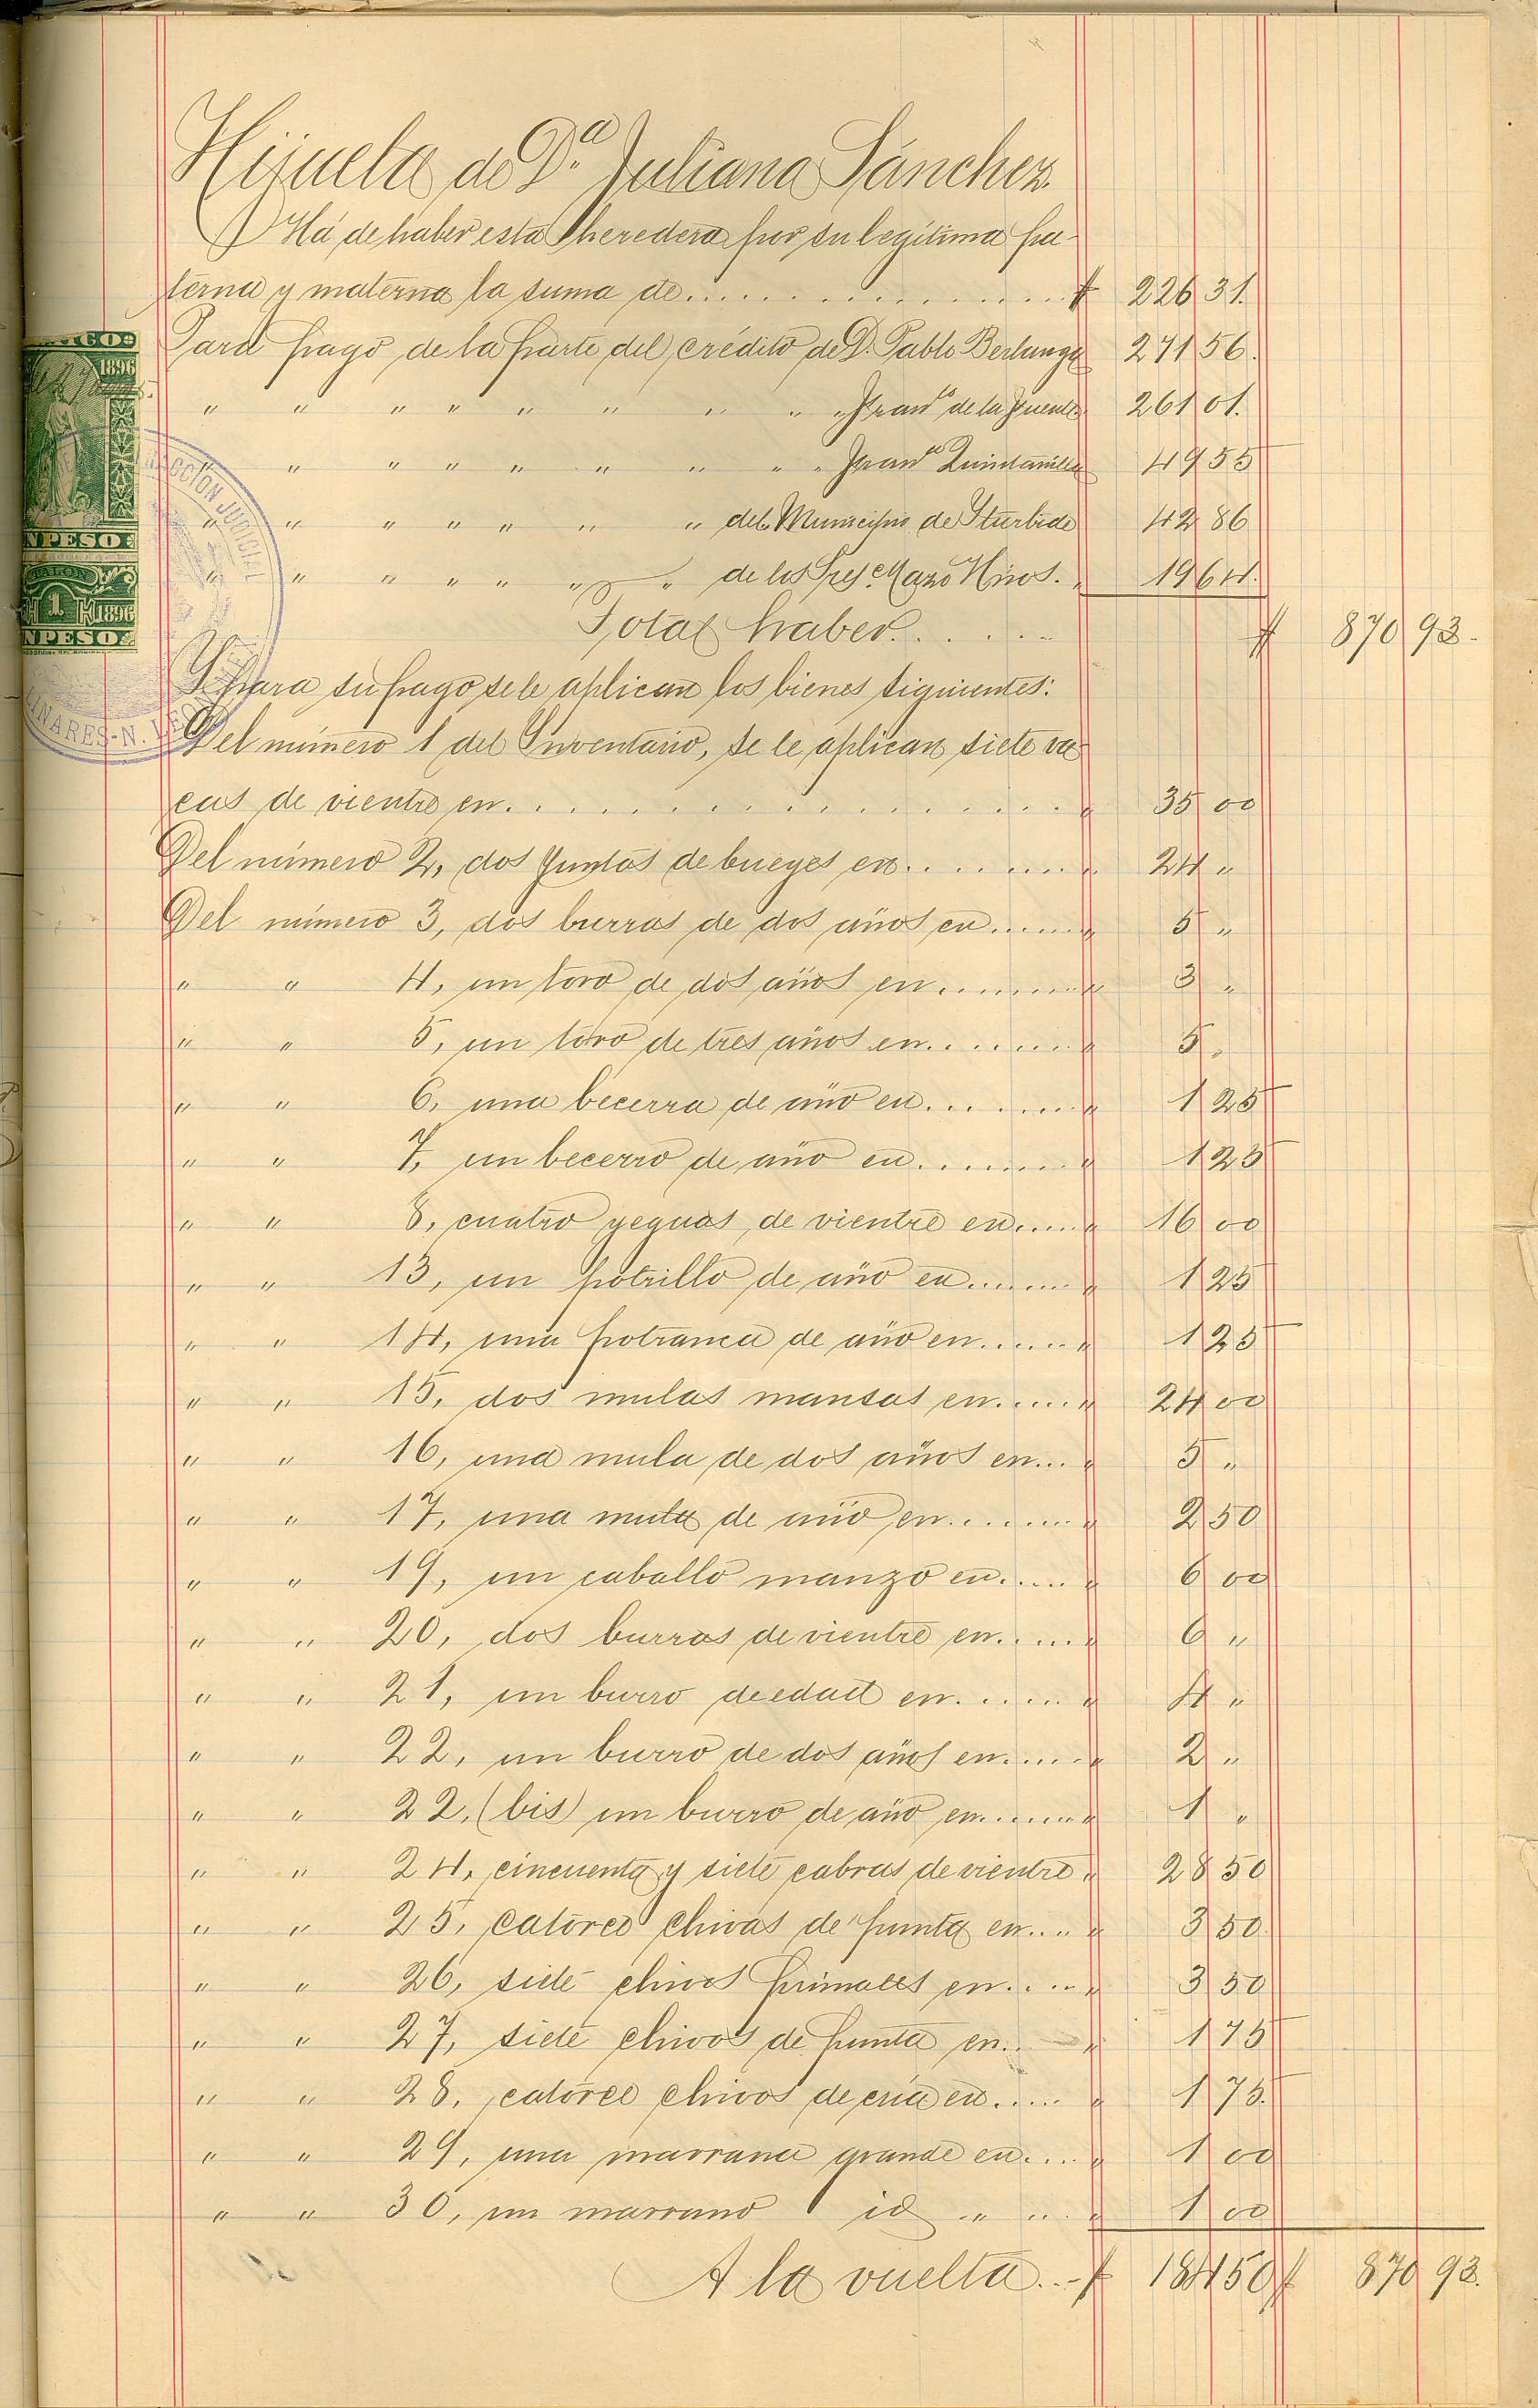 Hijuela de D.ª Juliana Sánchez.
Há de haber esta heredera por su legítima pa-
terna y materna la suma de.................. $ 226 31.
Para pago de la parte del crédito de D. Pablo Berlanga 271 56.
" " " " " " " " " Franco de la Fuente 261 01.
" " " " " " " " " Franco Quintanilla 49 55
" " " " " " " del Municipio de Yturbide 42 86
" " " " " " " de los Sres. Mazo Hnos. " 19 64.
Total haber....... $ 870 93.
Y para su pago se le aplican los bienes siguientes:
Del número 1 del Inventario, se le aplican siete va
cas de vientre en.................. " 35 00
Del número 2, dos yuntas de bueyes en........ " 24 "
Del número 3, dos burras de dos años en...... " 5 "
" " 4, un toro de dos años en........ " 3 "
" " 5, un toro de tres años en........ " 5 "
" " 6, una becerra de año en........ " 1 25
" " 7, un becerro de año en........ " 1 25
" " 8, cuatro yeguas de vientre en..... " 16 00
" " 13, un potrillo de año en....... " 1 25
" " 14, una potranca de año en...... " 1 25
" " 15, dos mulas mansas en..... " 24 00
" " 16, una mula de dos años en... " 5 "
" " 17, una mula de año en........ " 2 50
" " 19, un caballo manzo en..... " 6 00
" " 20, dos burras de vientre en..... " 6 "
" " 21, un burro de edad en...... " 4 "
" " 22, un burro de dos años en..... " 2 "
" " 22, (bis) un burro de año en....... " 1 "
" " 24, cincuenta y siete cabras de vientre " 28 50
" " 25, catorce chivas de punta en.... " 3 50
" " 26, siete chivos primales en.... " 3 50
" " 27, siete chivos de punta en.. " 1 75
" " 28, catorce chivos de cría en..... " 1 75.
" " 29, una marrana grande en.... " 1 00
" " 30, un marrano id " " " 1 00
A la vuelta..- $ 184 50 $ 870 93.
1896
NPESO
TALON
1
1896
NPESO
ACCION JUDICIAL
LINARES-N. LEON